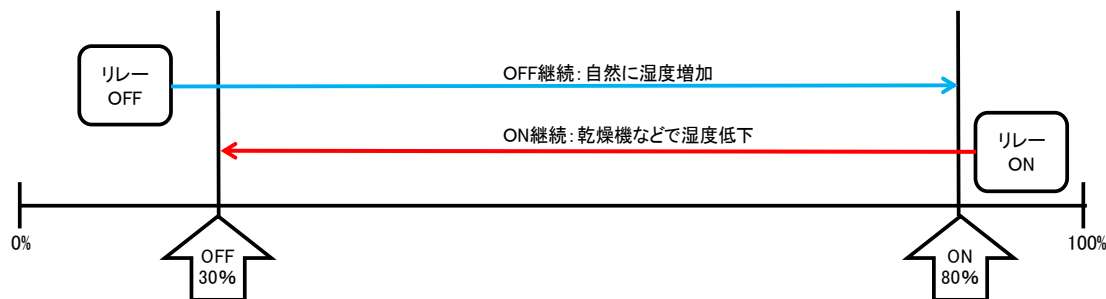 リレー
OFF
OFF継続：自然に湿度増加
ON継続：乾燥機などで湿度低下
リレー
ON
0%
100%
OFF
30%
ON
80%